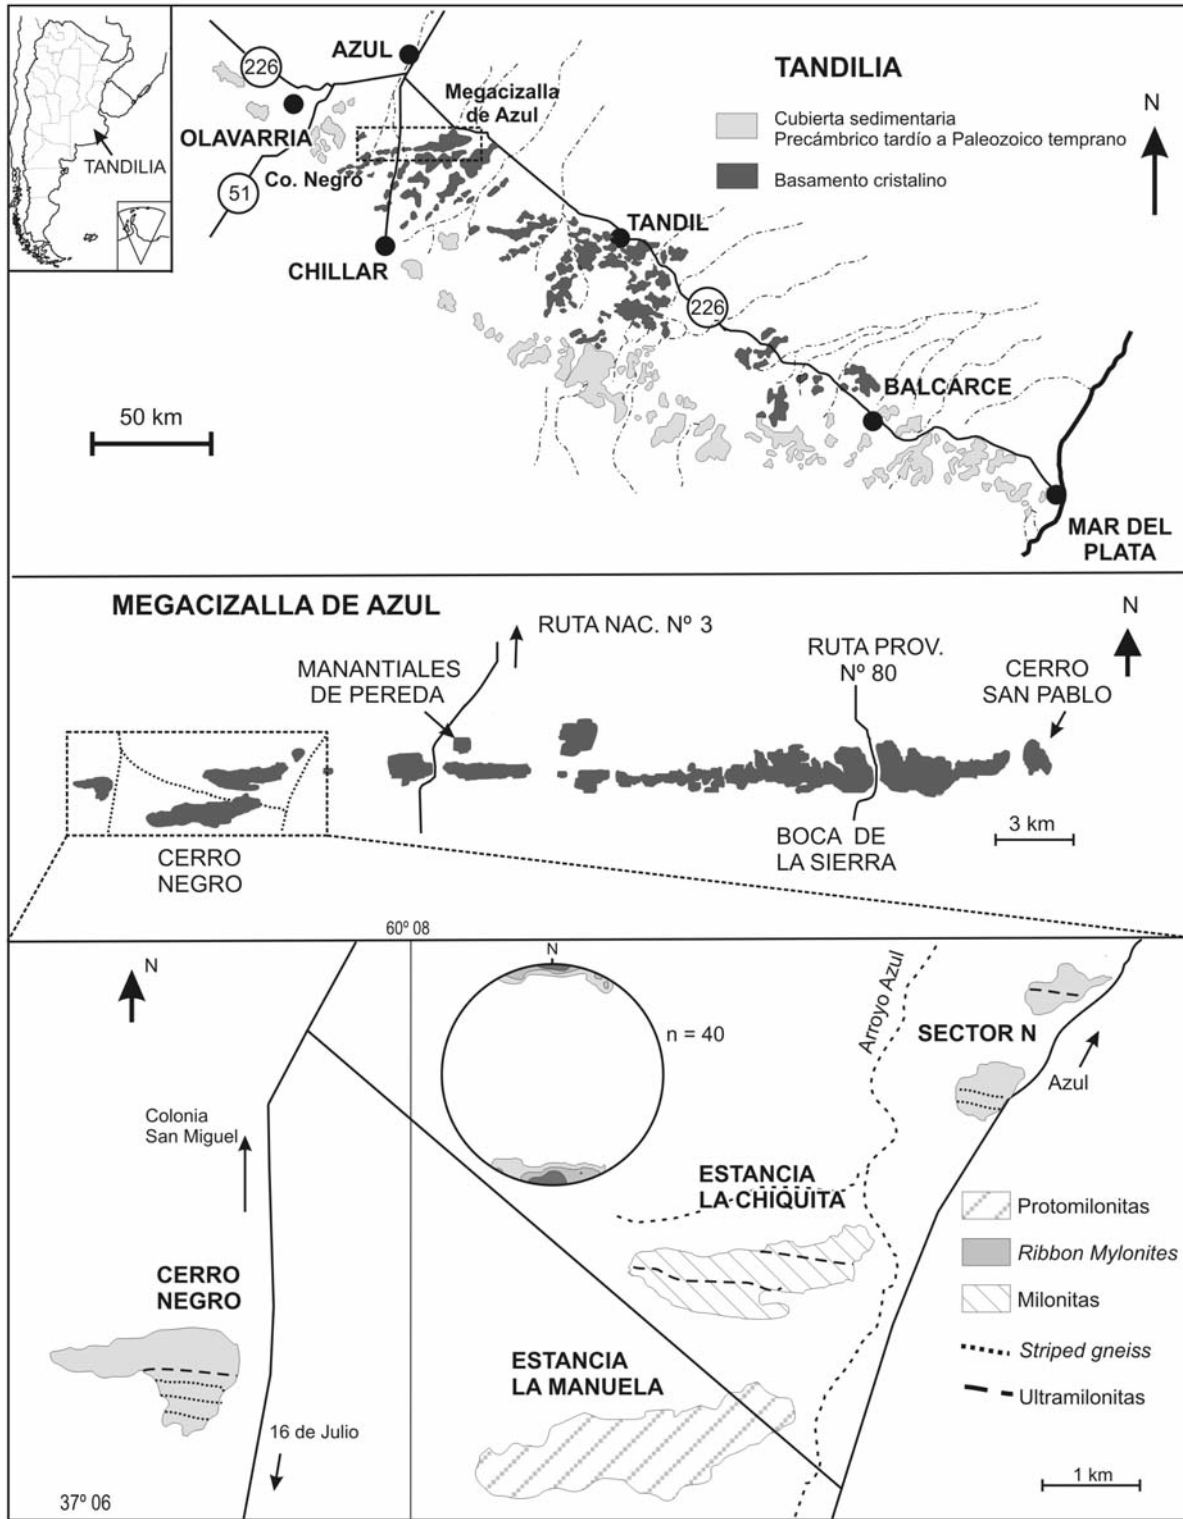 TANDILIA
226
AZUL
OLAVARRIA
51
Co. Negro
Megacizalla
de Azul
CHILLAR
TANDIL
226
BALCARCE
MAR DEL
PLATA
TANDILIA
Cubierta sedimentaria
Precámbrico tardío a Paleozoico temprano
Basamento cristalino
N
50 km
MEGACIZALLA DE AZUL
RUTA NAC. Nº 3
MANANTIALES
DE PEREDA
RUTA PROV.
Nº 80
CERRO
SAN PABLO
N
CERRO
NEGRO
BOCA DE
LA SIERRA
3 km
60º 08
N
N
n = 40
Arroyo Azul
SECTOR N
Azul
Colonia
San Miguel
CERRO
NEGRO
16 de Julio
37º 06
ESTANCIA
LA CHIQUITA
ESTANCIA
LA MANUELA
Protomilonitas
Ribbon Mylonites
Milonitas
Striped gneiss
Ultramilonitas
1 km